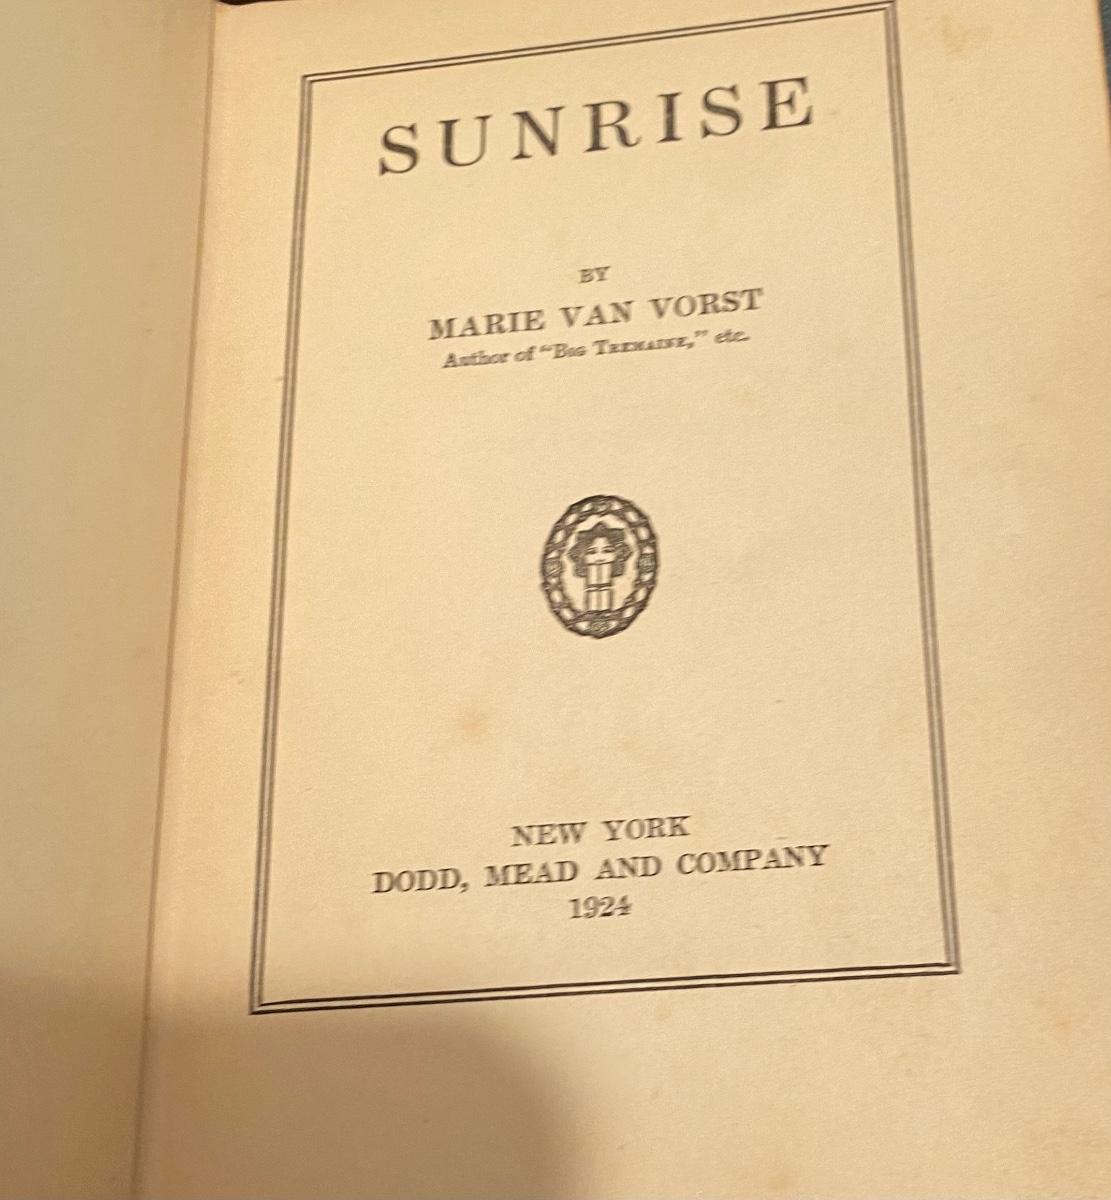 SUNRISE
BY
MARIE VAN VORST
Author of "BIG TREMAINE," etc.
NEW YORK
DODD, MEAD AND COMPANY
1924